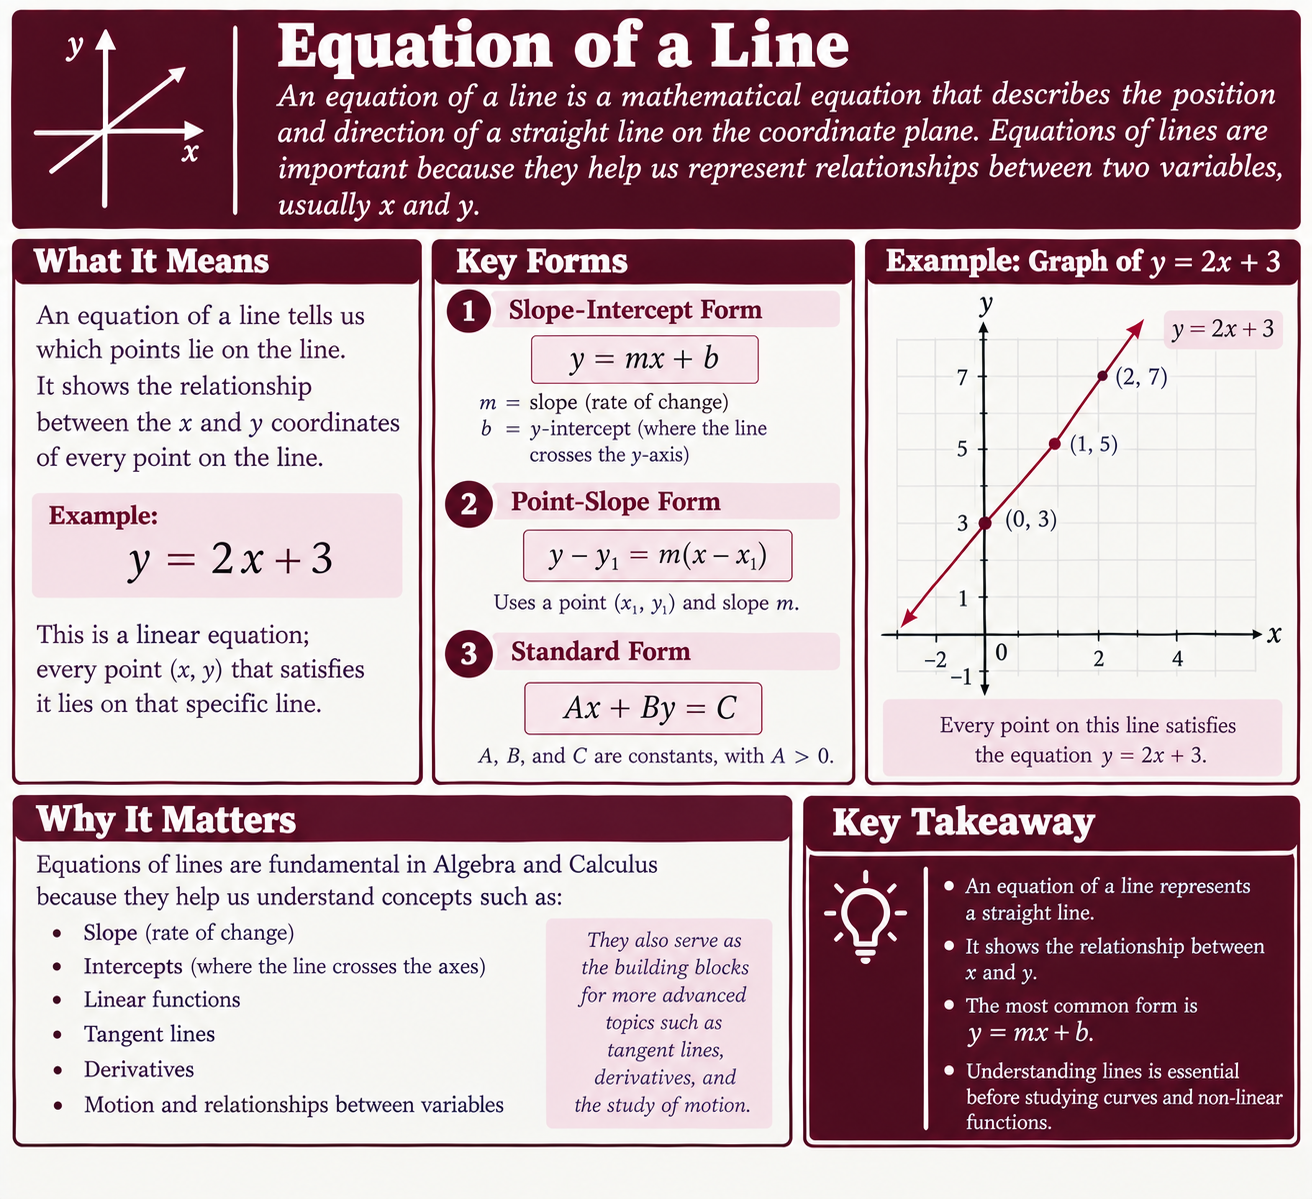 y
x
Equation of a Line
An equation of a line is a mathematical equation that describes the position
and direction of a straight line on the coordinate plane. Equations of lines are
important because they help us represent relationships between two variables,
usually x and y.
What It Means
An equation of a line tells us
which points lie on the line.
It shows the relationship
between the x and y coordinates
of every point on the line.
Example:
y = 2x + 3
This is a linear equation;
every point (x, y) that satisfies
it lies on that specific line.
Key Forms
1 Slope-Intercept Form
y = mx + b
m = slope (rate of change)
b = y-intercept (where the line
crosses the y-axis)
2 Point-Slope Form
y − y₁ = m(x − x₁)
Uses a point (x₁, y₁) and slope m.
3 Standard Form
Ax + By = C
A, B, and C are constants, with A > 0.
Example: Graph of y = 2x + 3
y
y = 2x + 3
7
(2, 7)
5
(1, 5)
3
(0, 3)
1
x
−2
0
2
4
−1
Every point on this line satisfies
the equation y = 2x + 3.
Why It Matters
Equations of lines are fundamental in Algebra and Calculus
because they help us understand concepts such as:
• Slope (rate of change)
• Intercepts (where the line crosses the axes)
• Linear functions
• Tangent lines
• Derivatives
• Motion and relationships between variables
They also serve as
the building blocks
for more advanced
topics such as
tangent lines,
derivatives, and
the study of motion.
Key Takeaway
• An equation of a line represents
a straight line.
• It shows the relationship between
x and y.
• The most common form is
y = mx + b.
• Understanding lines is essential
before studying curves and non-linear
functions.